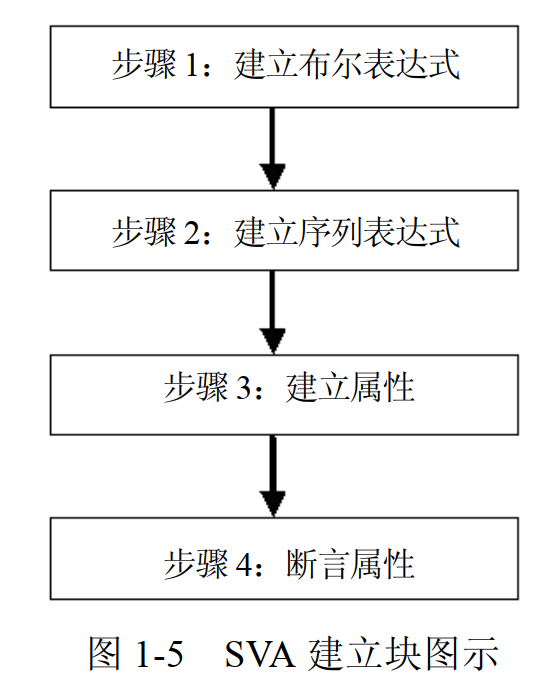 步骤 1：建立布尔表达式
步骤 2：建立序列表达式
步骤 3：建立属性
步骤 4：断言属性
图 1-5 SVA 建立块图示